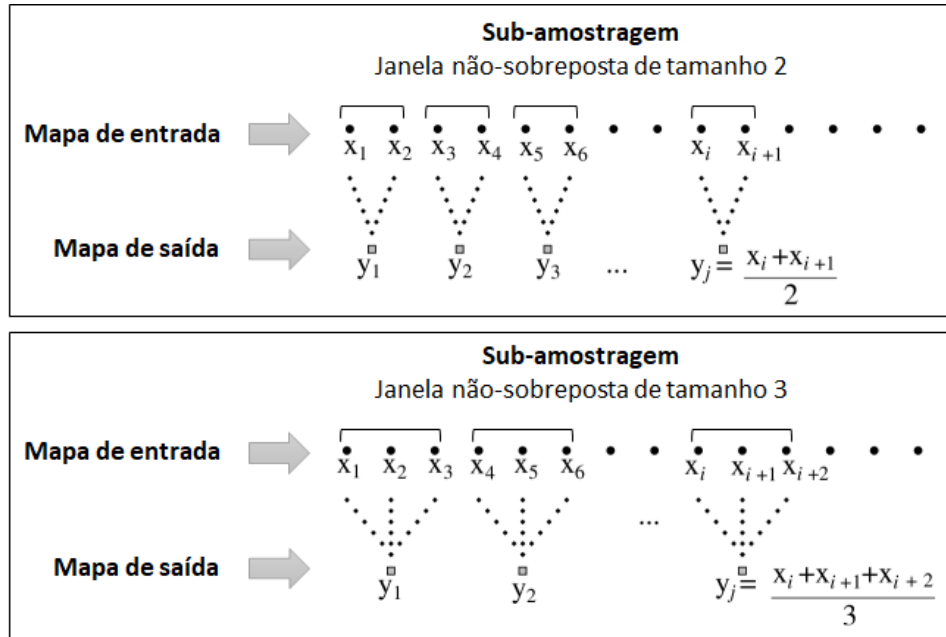 Sub-amostragem
Janela não-sobreposta de tamanho 2
Mapa de entrada
x₁ x₂ x₃ x₄ x₅ x₆ xᵢ xᵢ₊₁
Mapa de saída
y₁ y₂ y₃ ... yⱼ = (xᵢ + xᵢ₊₁)/2
Sub-amostragem
Janela não-sobreposta de tamanho 3
Mapa de entrada
x₁ x₂ x₃ x₄ x₅ x₆ xᵢ xᵢ₊₁ xᵢ₊₂
...
Mapa de saída
y₁ y₂ yⱼ = (xᵢ + xᵢ₊₁ + xᵢ₊₂)/3